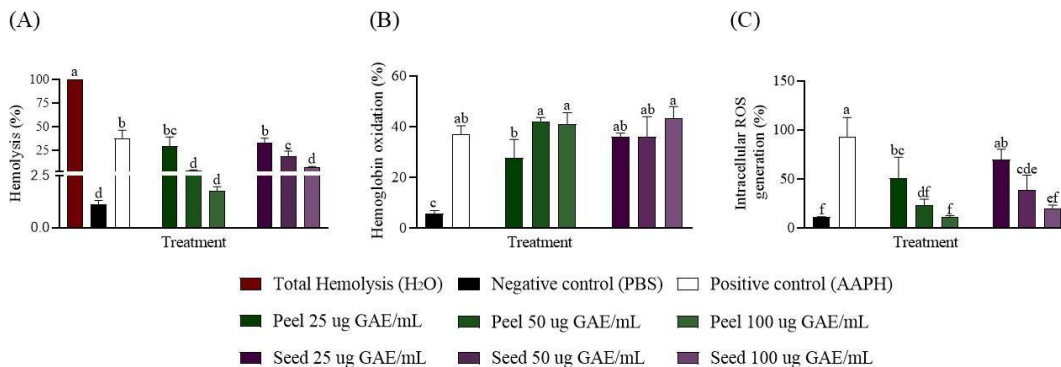 (A)
(B)
(C)
Hemolysis (%)
100
75
50
25
2.5
0.0
a
d
b
bc
d
d
b
c
d
Treatment
Hemoglobin oxidation (%)
60
40
20
0
c
ab
b
a
a
ab
ab
a
Treatment
Intracellular ROS
generation (%)
150
100
50
0
f
a
bc
df
f
ab
cde
ef
Treatment
Total Hemolysis (H₂O)
Negative control (PBS)
Positive control (AAPH)
Peel 25 ug GAE/mL
Peel 50 ug GAE/mL
Peel 100 ug GAE/mL
Seed 25 ug GAE/mL
Seed 50 ug GAE/mL
Seed 100 ug GAE/mL